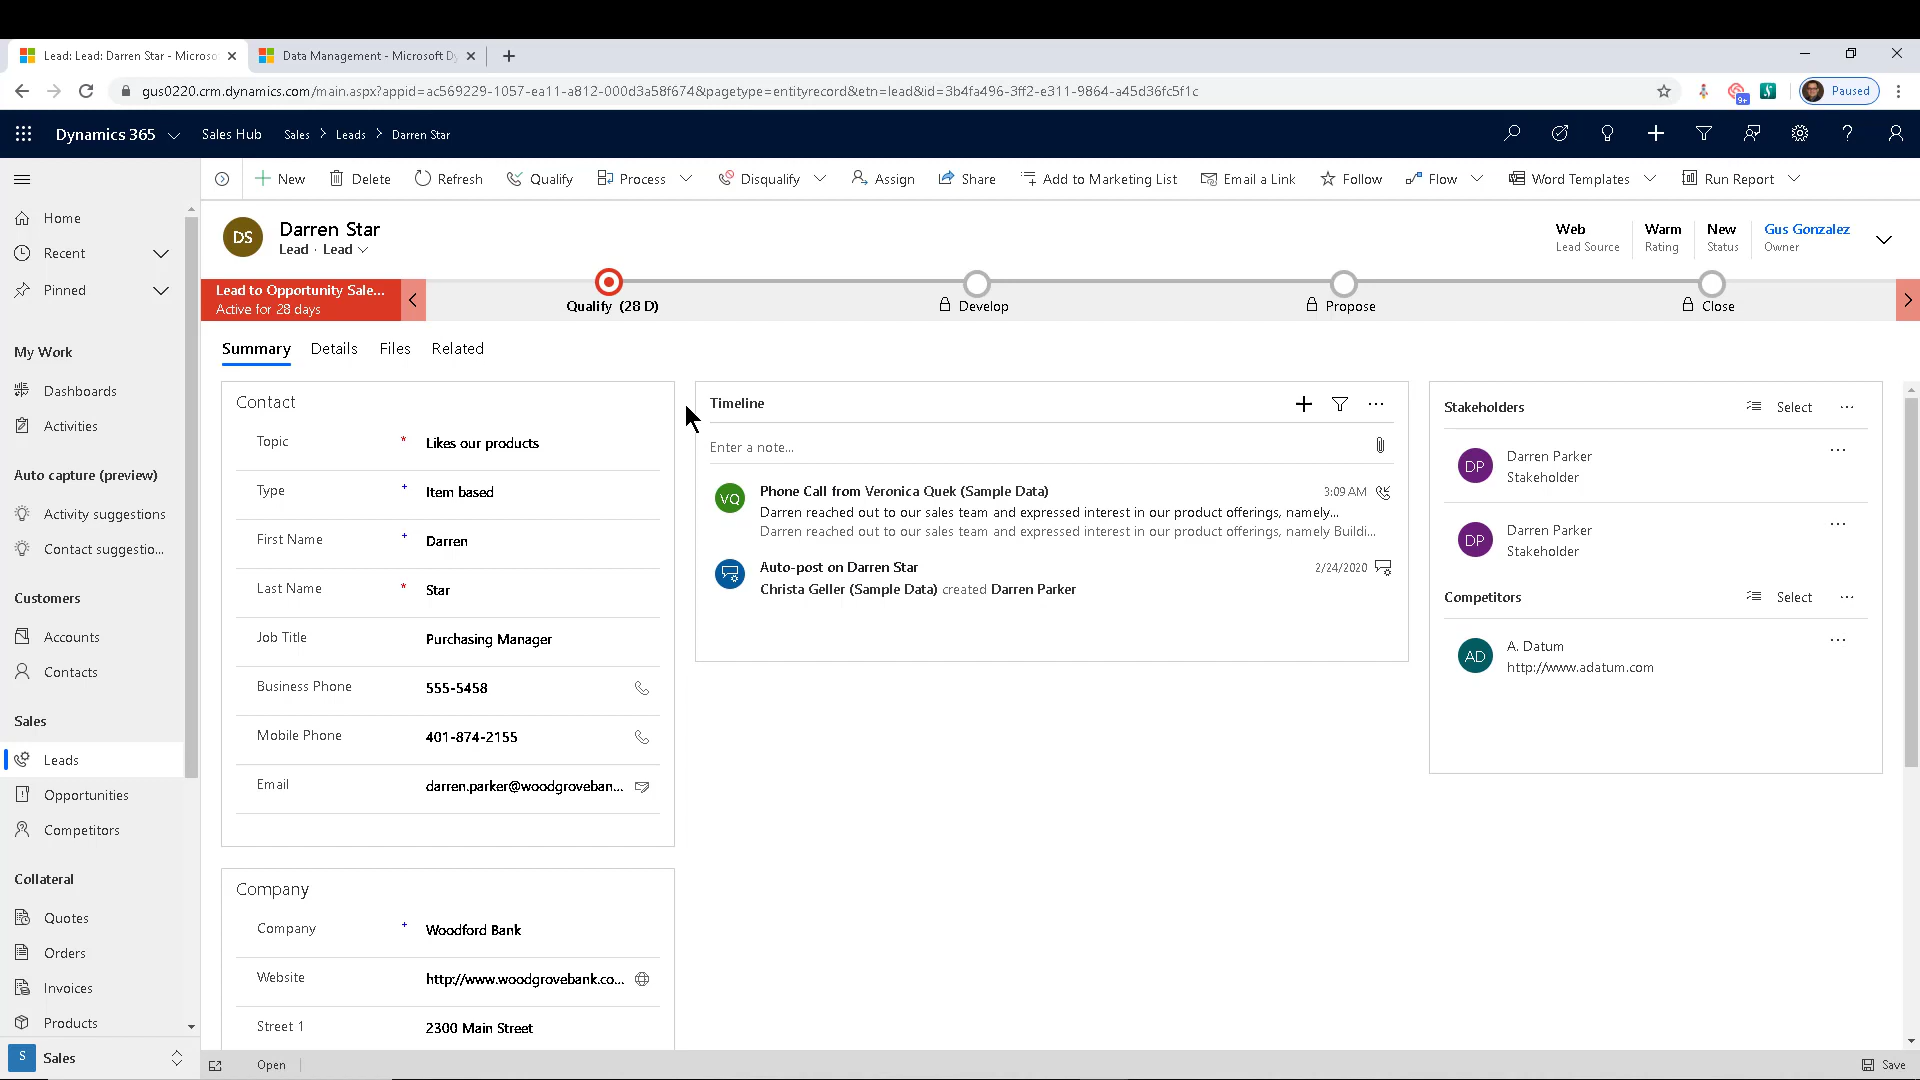 Lead: Lead: Darren Star - Microso
Data Management - Microsoft Dy
gus0220.crm.dynamics.com/main.aspx?appid=ac569229-1057-ea11-a812-000d3a58f674&pagetype=entityrecord&etn=lead&id=3b4fa496-3ff2-e311-9864-a45d36fc5f1c
9+
Paused
Dynamics 365
Sales Hub
Sales > Leads > Darren Star
New
Delete
Refresh
Qualify
Process
Disqualify
Assign
Share
Add to Marketing List
Email a Link
Follow
Flow
Word Templates
Run Report
Home
Recent
Pinned
My Work
Dashboards
Activities
Auto capture (preview)
Activity suggestions
Contact suggestio...
Customers
Accounts
Contacts
Sales
Leads
Opportunities
Competitors
Collateral
Quotes
Orders
Invoices
Products
S
Sales
DS
Darren Star
Lead · Lead
Web
Lead Source
Warm
Rating
New
Status
Gus Gonzalez
Owner
Lead to Opportunity Sale...
Active for 28 days
Qualify (28 D)
Develop
Propose
Close
Summary
Details
Files
Related
Contact
Topic * Likes our products
Type + Item based
First Name + Darren
Last Name * Star
Job Title Purchasing Manager
Business Phone 555-5458
Mobile Phone 401-874-2155
Email darren.parker@woodgroveban...
Company
Company + Woodford Bank
Website http://www.woodgrovebank.co...
Street 1 2300 Main Street
Timeline
Enter a note...
VQ
Phone Call from Veronica Quek (Sample Data)
3:09 AM
Darren reached out to our sales team and expressed interest in our product offerings, namely...
Darren reached out to our sales team and expressed interest in our product offerings, namely Buildi...
Auto-post on Darren Star
2/24/2020
Christa Geller (Sample Data) created Darren Parker
Stakeholders
Select
DP
Darren Parker
Stakeholder
DP
Darren Parker
Stakeholder
Competitors
Select
AD
A. Datum
http://www.adatum.com
Open
Save